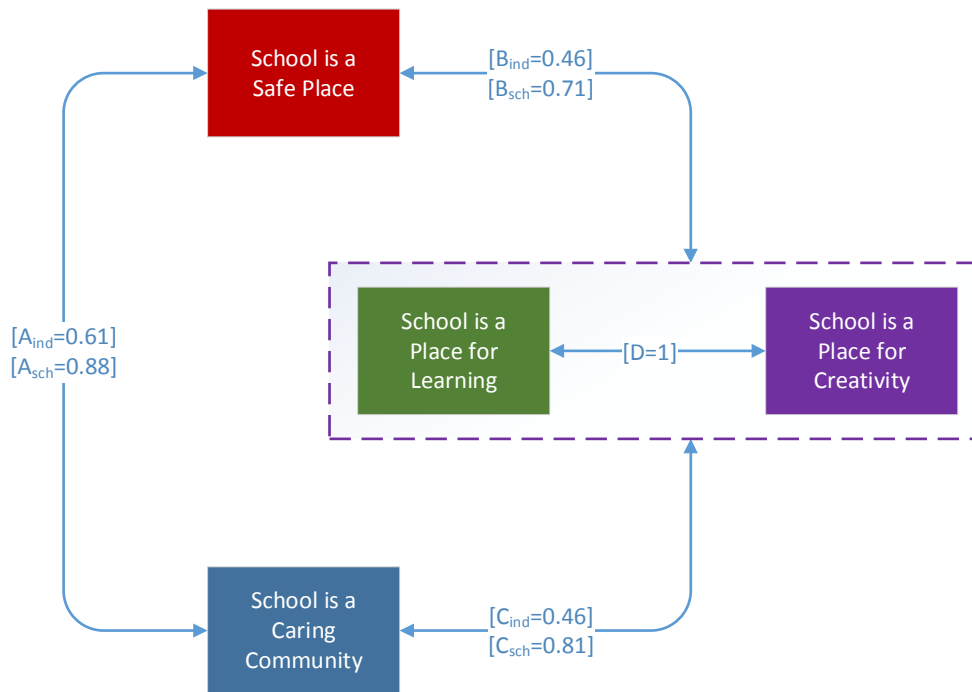 School is a
Safe Place
[Bind=0.46]
[Bsch=0.71]
School is a
Place for
Learning
[D=1]
School is a
Place for
Creativity
[Aind=0.61]
[Asch=0.88]
School is a
Caring
Community
[Cind=0.46]
[Csch=0.81]